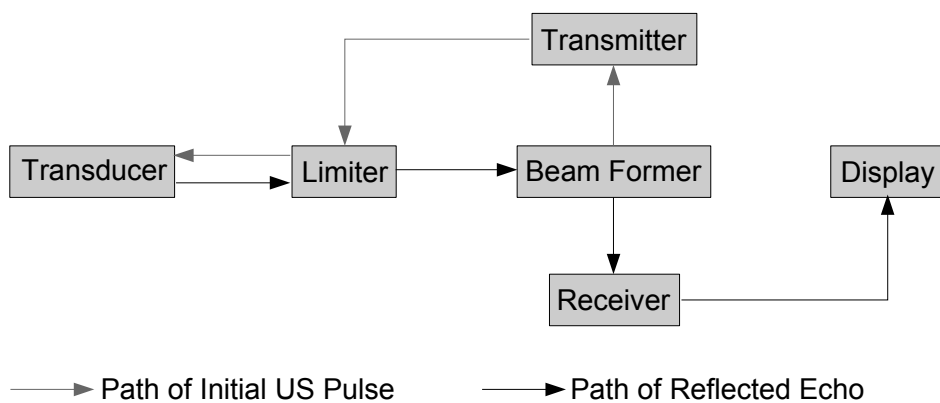 Transmitter
Transducer
Limiter
Beam Former
Display
Receiver
Path of Initial US Pulse
Path of Reflected Echo